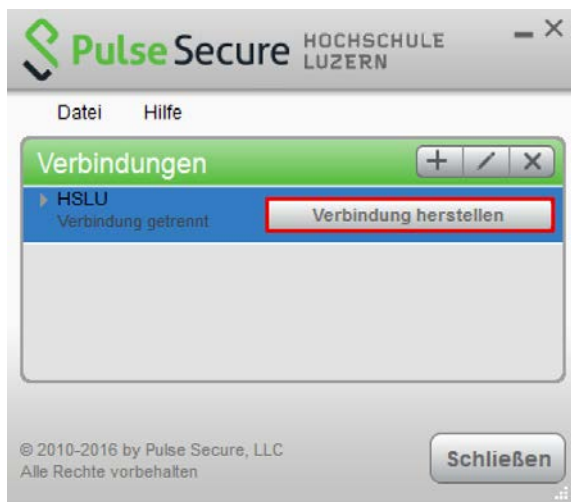 Pulse Secure HOCHSCHULE
LUZERN
Datei Hilfe
Verbindungen
HSLU
Verbindung getrennt
Verbindung herstellen
© 2010-2016 by Pulse Secure, LLC
Alle Rechte vorbehalten
Schließen